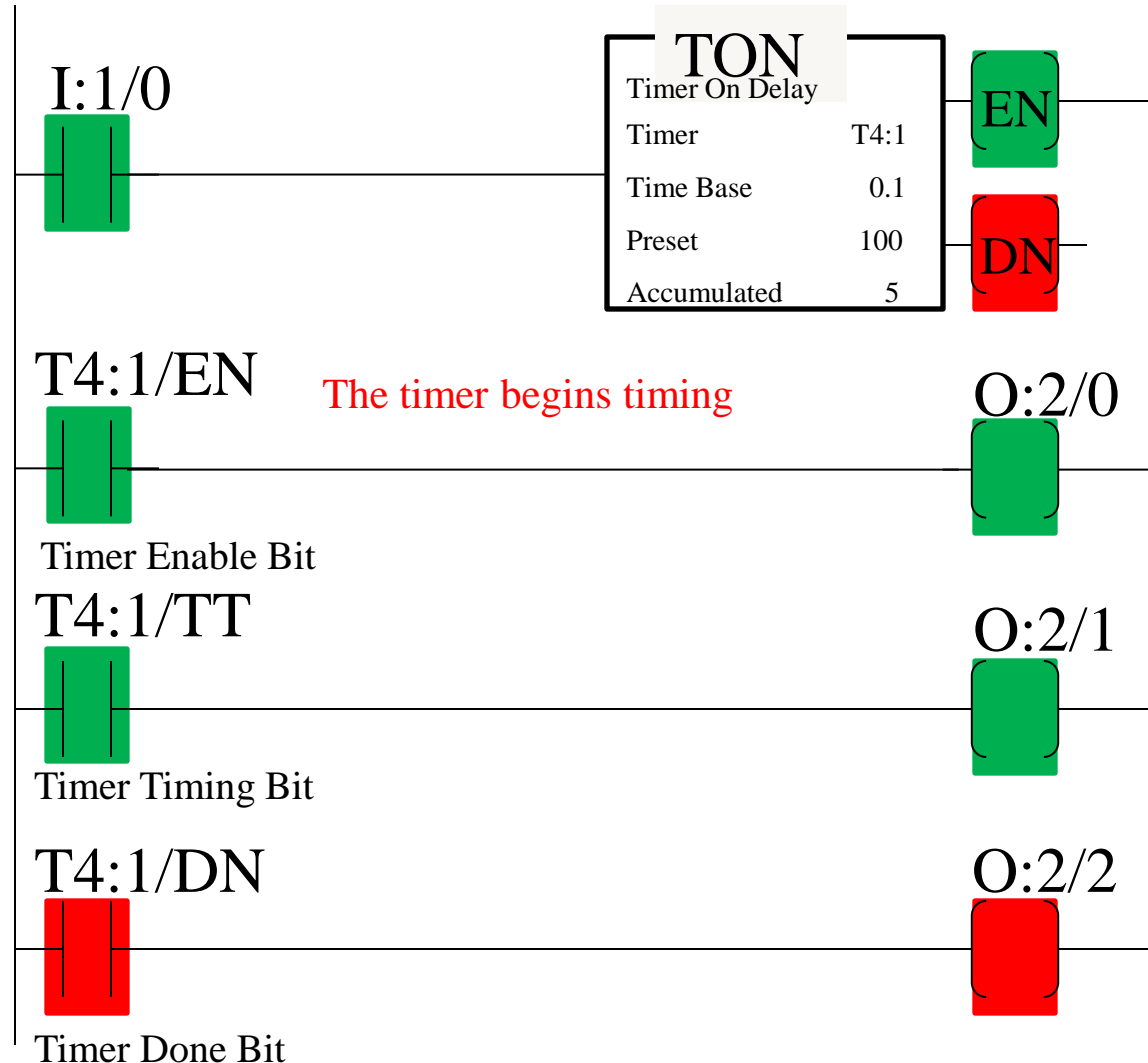 I:1/0
TON
Timer On Delay
Timer T4:1
Time Base 0.1
Preset 100
Accumulated 5
EN
DN
T4:1/EN
The timer begins timing
O:2/0
Timer Enable Bit
T4:1/TT
O:2/1
Timer Timing Bit
T4:1/DN
O:2/2
Timer Done Bit